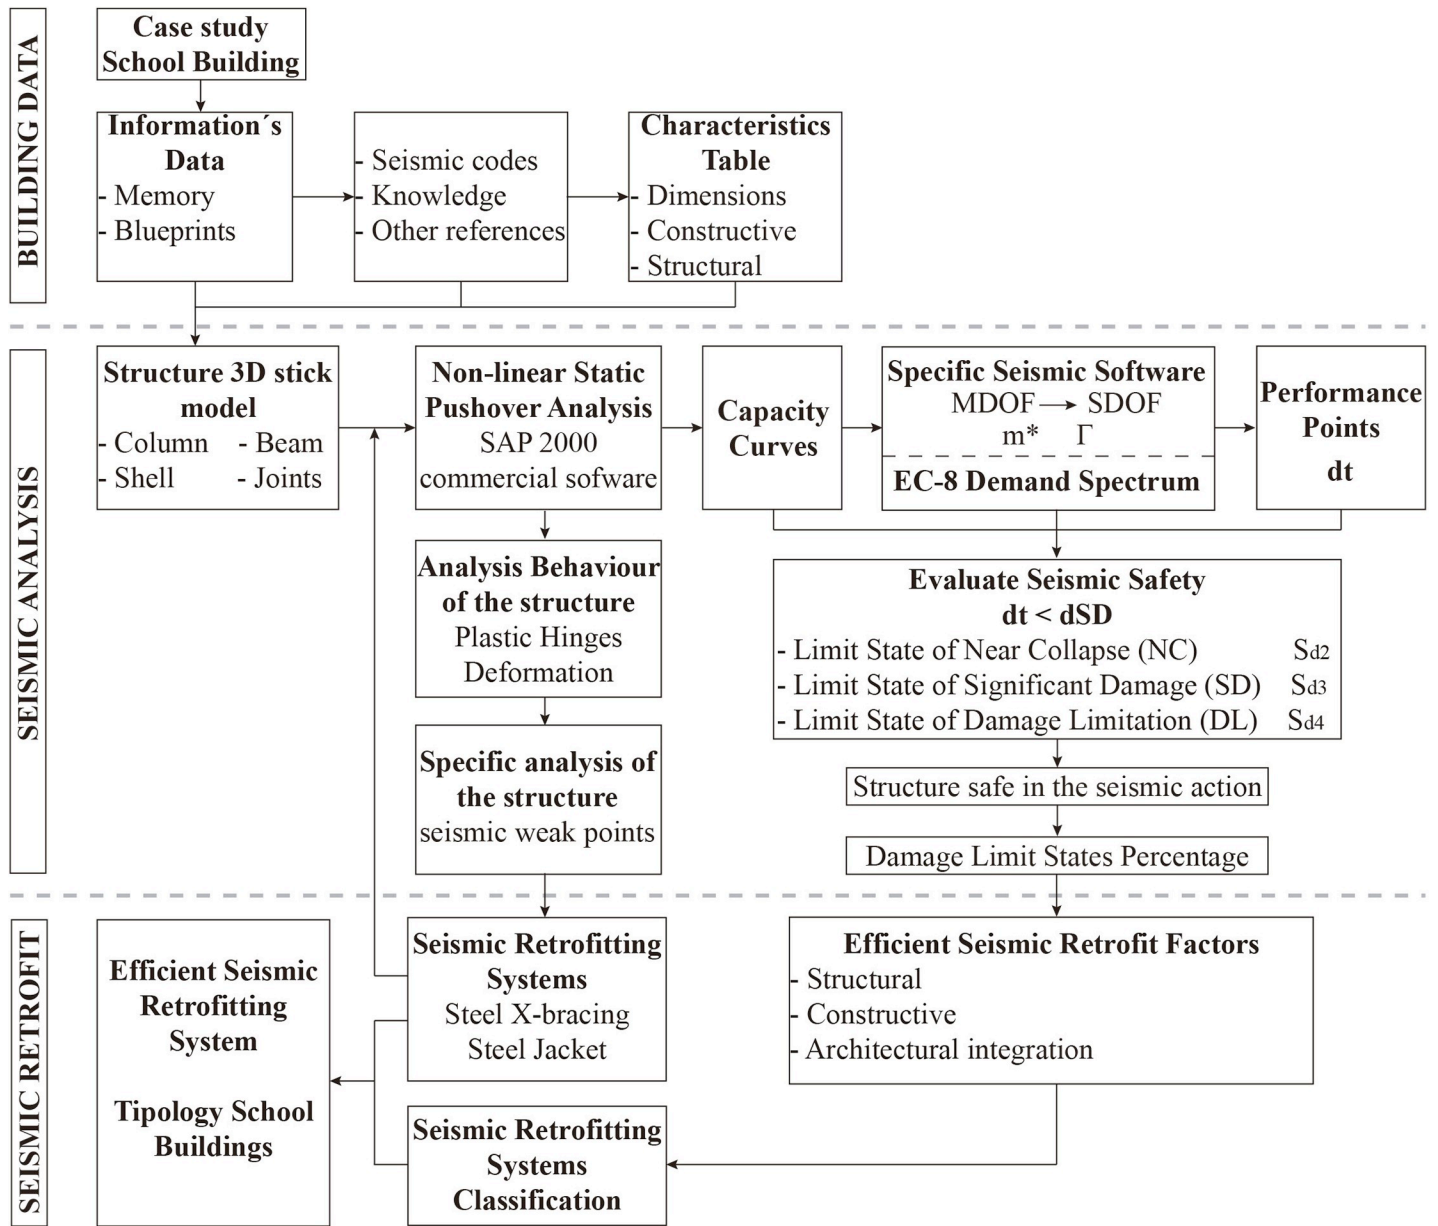 BUILDING DATA
Case study
School Building
Information´s
Data
- Memory
- Blueprints
- Seismic codes
- Knowledge
- Other references
Characteristics
Table
- Dimensions
- Constructive
- Structural
SEISMIC ANALYSIS
Structure 3D stick
model
- Column - Beam
- Shell - Joints
Non-linear Static
Pushover Analysis
SAP 2000
commercial sofware
Capacity
Curves
Specific Seismic Software
MDOF → SDOF
m* Γ
EC-8 Demand Spectrum
Performance
Points
dt
Analysis Behaviour
of the structure
Plastic Hinges
Deformation
Evaluate Seismic Safety
dt < dSD
- Limit State of Near Collapse (NC) Sd2
- Limit State of Significant Damage (SD) Sd3
- Limit State of Damage Limitation (DL) Sd4
Specific analysis of
the structure
seismic weak points
Structure safe in the seismic action
Damage Limit States Percentage
SEISMIC RETROFIT
Efficient Seismic
Retrofitting
System
Tipology School
Buildings
Seismic Retrofitting
Systems
Steel X-bracing
Steel Jacket
Efficient Seismic Retrofit Factors
- Structural
- Constructive
- Architectural integration
Seismic Retrofitting
Systems
Classification